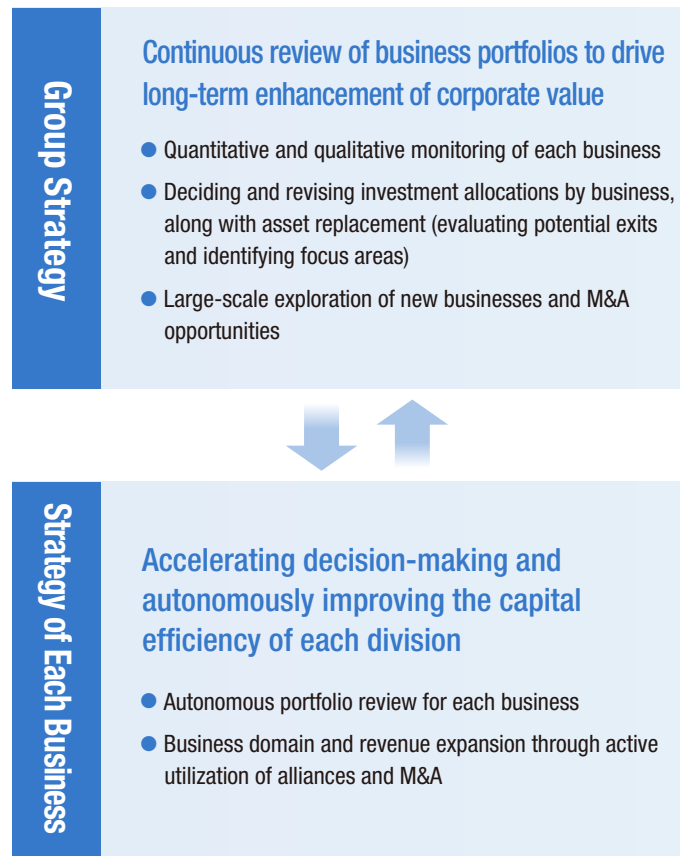 Group Strategy
Continuous review of business portfolios to drive
long-term enhancement of corporate value
● Quantitative and qualitative monitoring of each business
● Deciding and revising investment allocations by business,
along with asset replacement (evaluating potential exits
and identifying focus areas)
● Large-scale exploration of new businesses and M&A
opportunities
Strategy of Each Business
Accelerating decision-making and
autonomously improving the capital
efficiency of each division
● Autonomous portfolio review for each business
● Business domain and revenue expansion through active
utilization of alliances and M&A